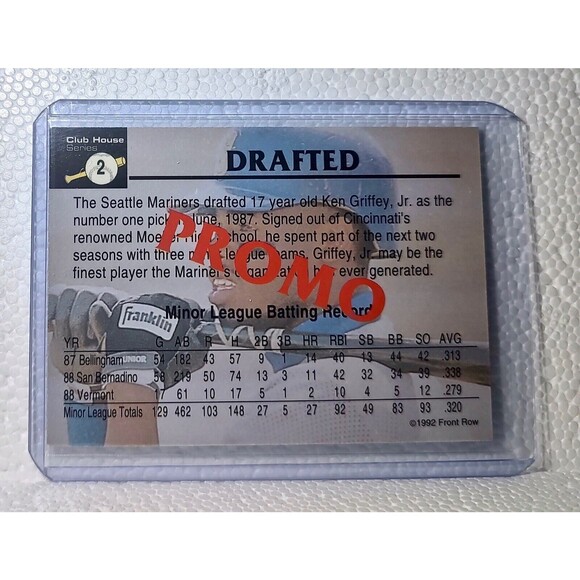 Club House
Series
2
DRAFTED
The Seattle Mariners drafted 17 year old Ken Griffey, Jr. as the
number one pick June, 1987. Signed out of Cincinnati's
renowned Moeller High School, he spent part of the next two
seasons with three league teams. Griffey, Jr. may be the
finest player the Mariner's organization has ever generated.
PROMO
Minor League Batting Record
Franklin
JUNIOR
YR G AB R H 2B 3B HR RBI SB BB SO AVG
87 Bellingham 54 182 43 57 9 1 14 40 13 44 42 .313
88 San Bernadino 58 219 50 74 13 3 11 42 32 34 39 .338
88 Vermont 17 61 10 17 5 1 2 10 4 5 12 .279
Minor League Totals 129 462 103 148 27 5 27 92 49 83 93 .320
©1992 Front Row